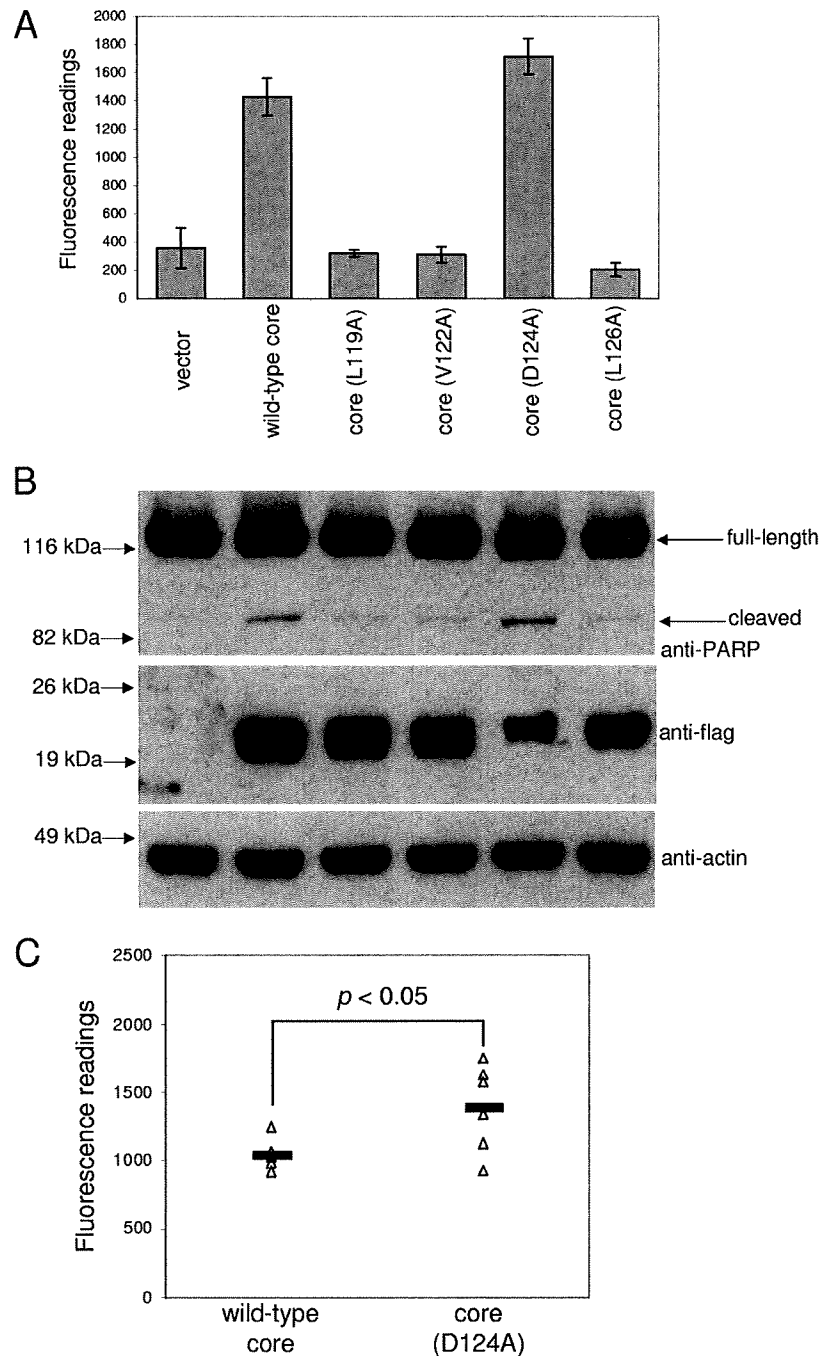 A
Fluorescence readings
2000
1800
1600
1400
1200
1000
800
600
400
200
0
vector
wild-type core
core (L119A)
core (V122A)
core (D124A)
core (L126A)
B
116 kDa
full-length
cleaved
82 kDa
anti-PARP
26 kDa
anti-flag
19 kDa
49 kDa
anti-actin
C
Fluorescence readings
2500
2000
1500
1000
500
0
p < 0.05
wild-type
core
core
(D124A)